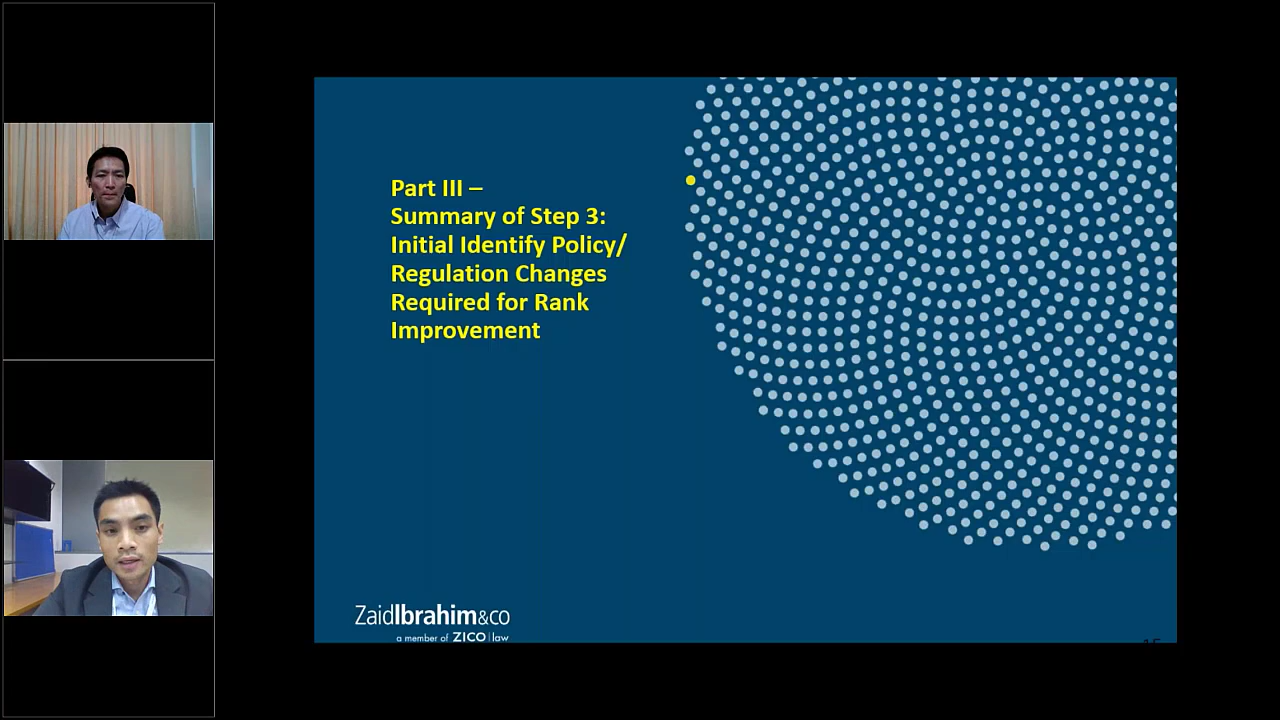 Part III –
Summary of Step 3:
Initial Identify Policy/
Regulation Changes
Required for Rank
Improvement
ZaidIbrahim&co
a member of ZICO | law